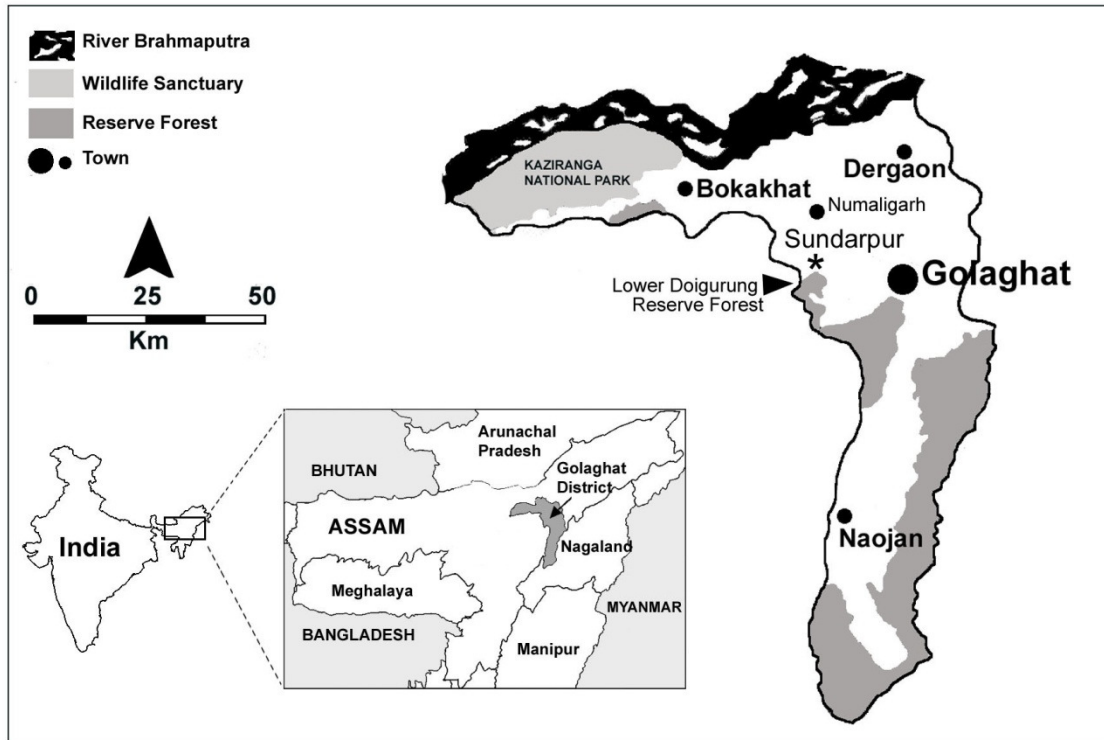 River Brahmaputra
Wildlife Sanctuary
Reserve Forest
Town
0 25 50
Km
KAZIRANGA
NATIONAL PARK
Bokakhat
Dergaon
Numaligarh
Sundarpur
*
Golaghat
Lower Doigurung
Reserve Forest
Naojan
India
BHUTAN
Arunachal
Pradesh
Golaghat
District
ASSAM
Nagaland
Meghalaya
MYANMAR
BANGLADESH
Manipur